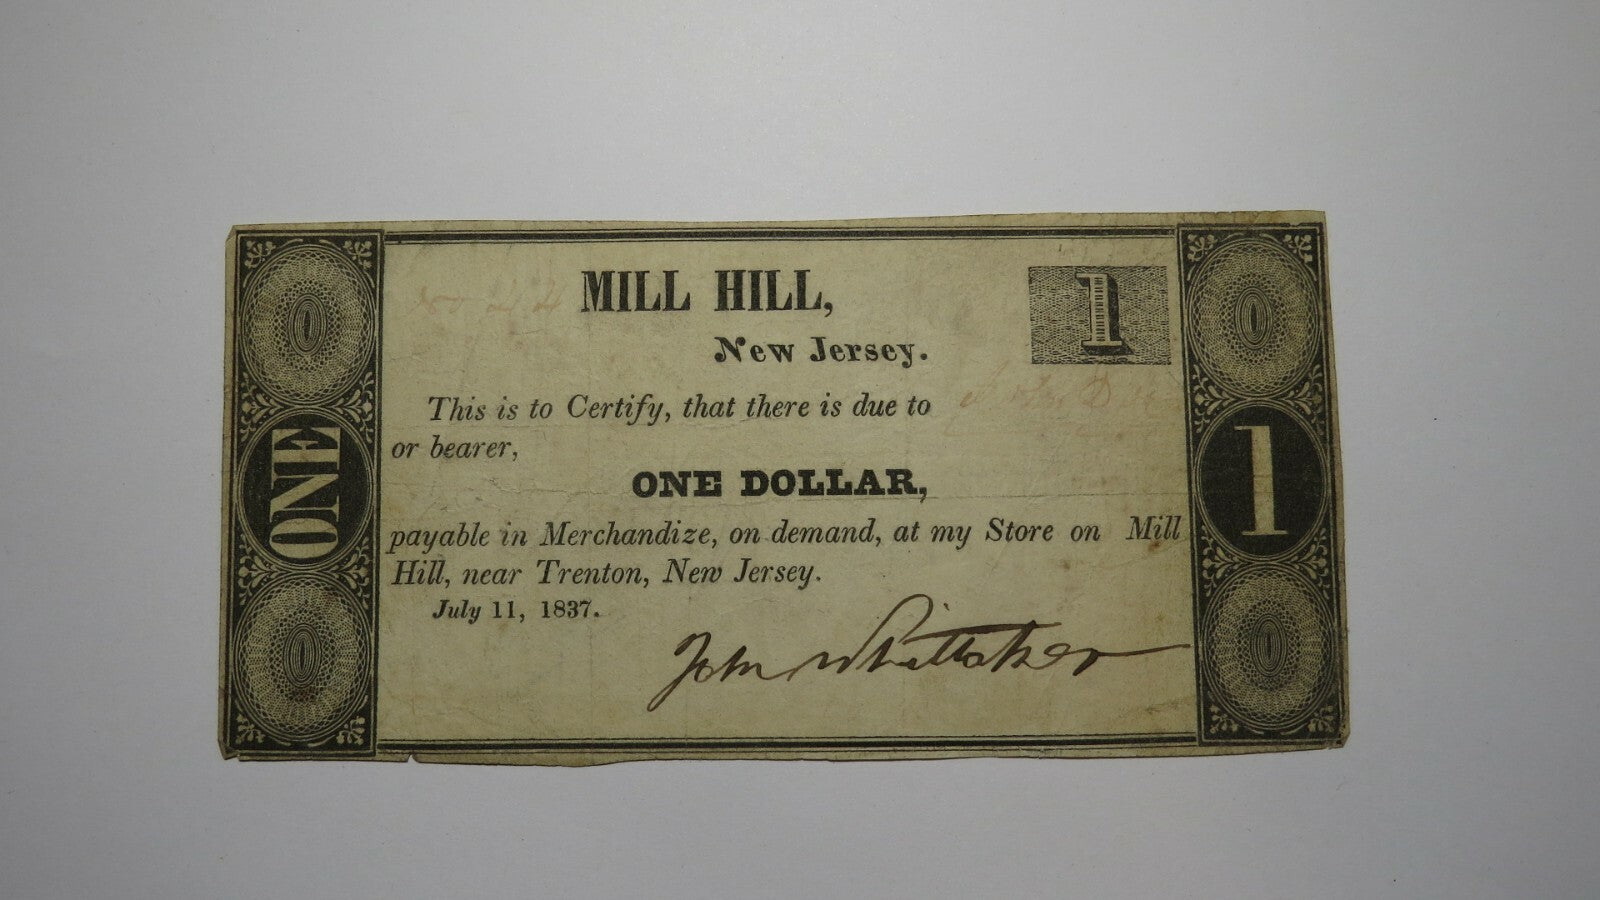 MILL HILL,
1
New Jersey.
This is to Certify, that there is due to
or bearer,
ONE DOLLAR,
payable in Merchandize, on demand, at my Store on Mill
Hill, near Trenton, New Jersey.
July 11, 1837.
John Whittaker
ONE
1